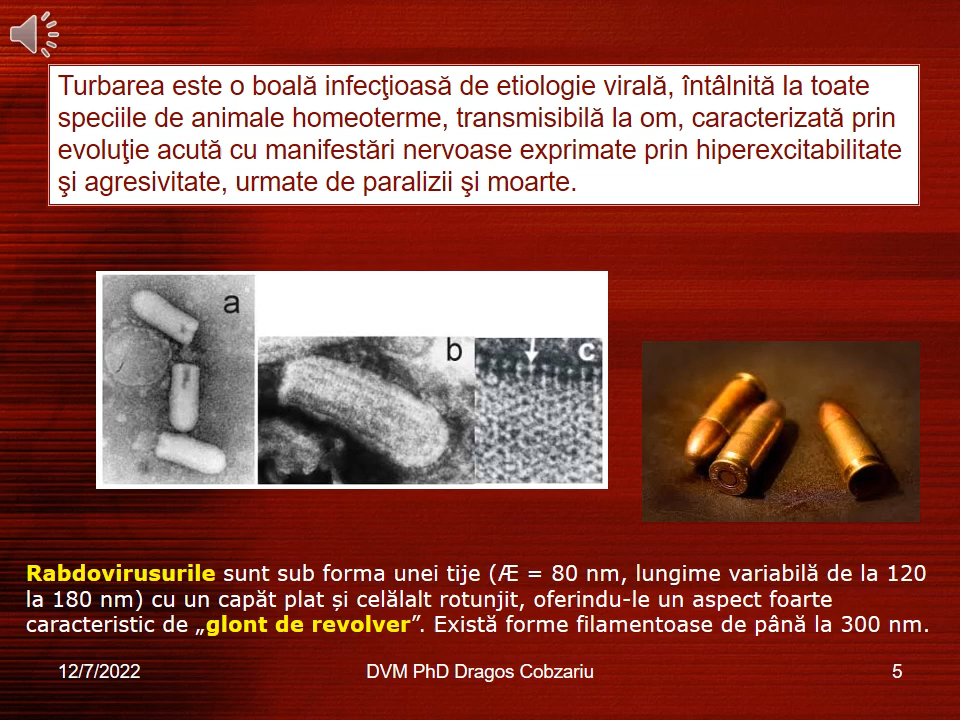 Turbarea este o boală infecţioasă de etiologie virală, întâlnită la toate
speciile de animale homeoterme, transmisibilă la om, caracterizată prin
evoluţie acută cu manifestări nervoase exprimate prin hiperexcitabilitate
şi agresivitate, urmate de paralizii şi moarte.
a
b
c
Rabdovirusurile sunt sub forma unei tije (Æ = 80 nm, lungime variabilă de la 120
la 180 nm) cu un capăt plat și celălalt rotunjit, oferindu-le un aspect foarte
caracteristic de „glont de revolver”. Există forme filamentoase de până la 300 nm.
12/7/2022
DVM PhD Dragos Cobzariu
5